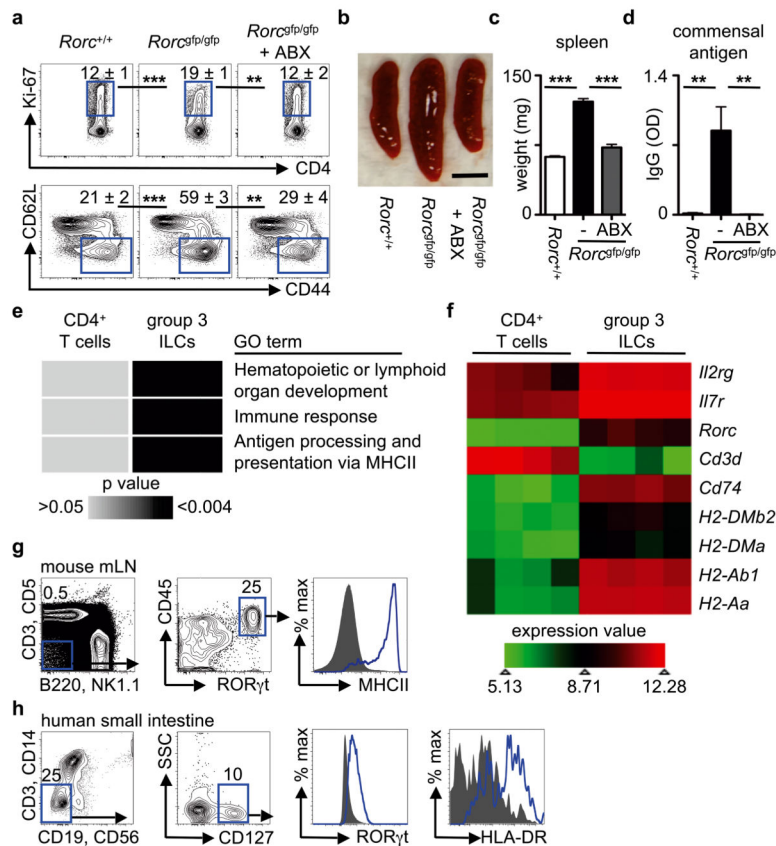 a
Rorc+/+
Rorcgfp/gfp
Rorcgfp/gfp
+ ABX
Ki-67
12 ± 1
***
19 ± 1
**
12 ± 2
CD4
CD62L
21 ± 2
***
59 ± 3
**
29 ± 4
CD44
b
Rorc+/+
Rorcgfp/gfp
Rorcgfp/gfp
+ ABX
c
spleen
***
***
150
0
weight (mg)
Rorc+/+
-
ABX
Rorcgfp/gfp
d
commensal
antigen
**
**
1.4
0
IgG (OD)
Rorc+/+
-
ABX
Rorcgfp/gfp
e
CD4+
T cells
group 3
ILCs
GO term
Hematopoietic or lymphoid
organ development
Immune response
Antigen processing and
presentation via MHCII
p value
>0.05
<0.004
f
CD4+
T cells
group 3
ILCs
Il2rg
Il7r
Rorc
Cd3d
Cd74
H2-DMb2
H2-DMa
H2-Ab1
H2-Aa
expression value
5.13
8.71
12.28
g
mouse mLN
CD3, CD5
0.5
B220, NK1.1
CD45
25
RORγt
% max
MHCII
h
human small intestine
CD3, CD14
25
CD19, CD56
SSC
10
CD127
% max
RORγt
% max
HLA-DR